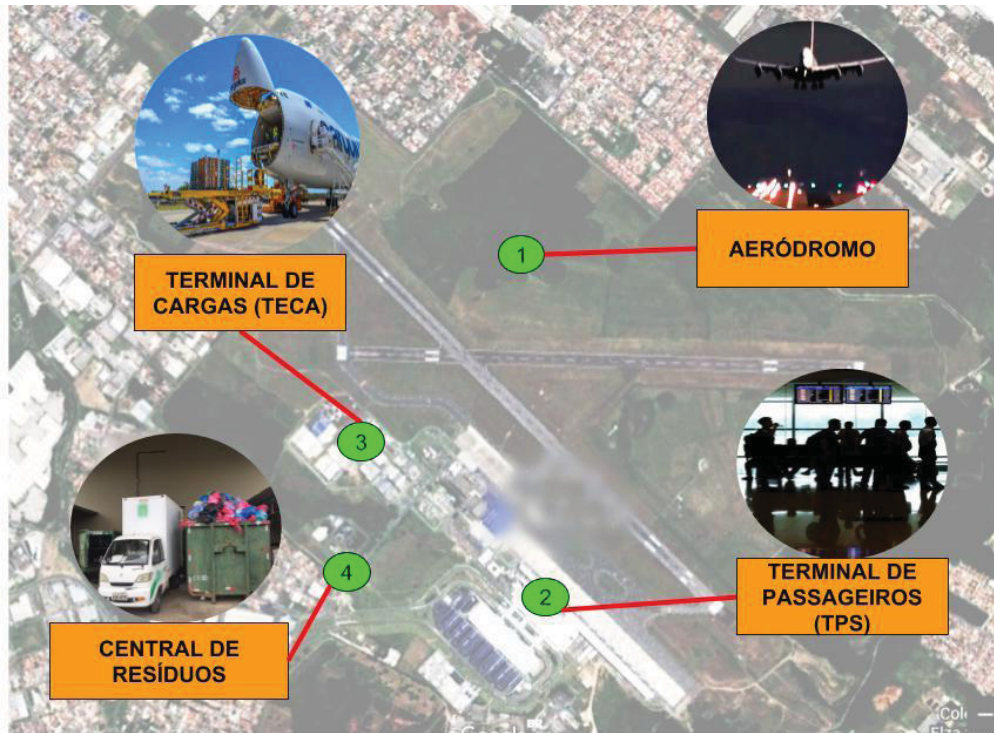 AERÓDROMO
1
TERMINAL DE
CARGAS (TECA)
3
TERMINAL DE
PASSAGEIROS
(TPS)
2
4
CENTRAL DE
RESÍDUOS